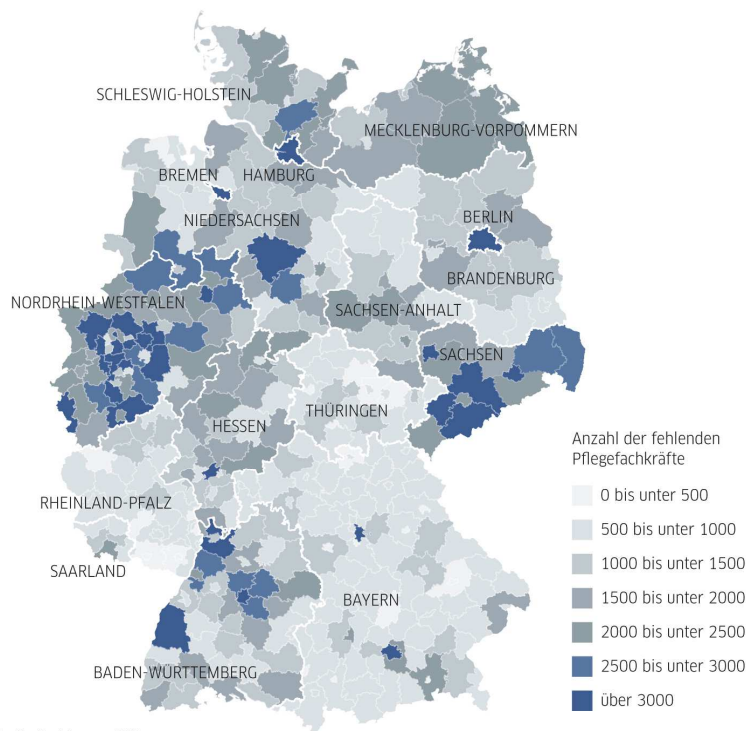 SCHLESWIG-HOLSTEIN
MECKLENBURG-VORPOMMERN
BREMEN
HAMBURG
NIEDERSACHSEN
BERLIN
BRANDENBURG
NORDRHEIN-WESTFALEN
SACHSEN-ANHALT
SACHSEN
THÜRINGEN
HESSEN
RHEINLAND-PFALZ
SAARLAND
BAYERN
BADEN-WÜRTTEMBERG
Anzahl der fehlenden
Pflegefachkräfte
0 bis unter 500
500 bis unter 1000
1000 bis unter 1500
1500 bis unter 2000
2000 bis unter 2500
2500 bis unter 3000
über 3000